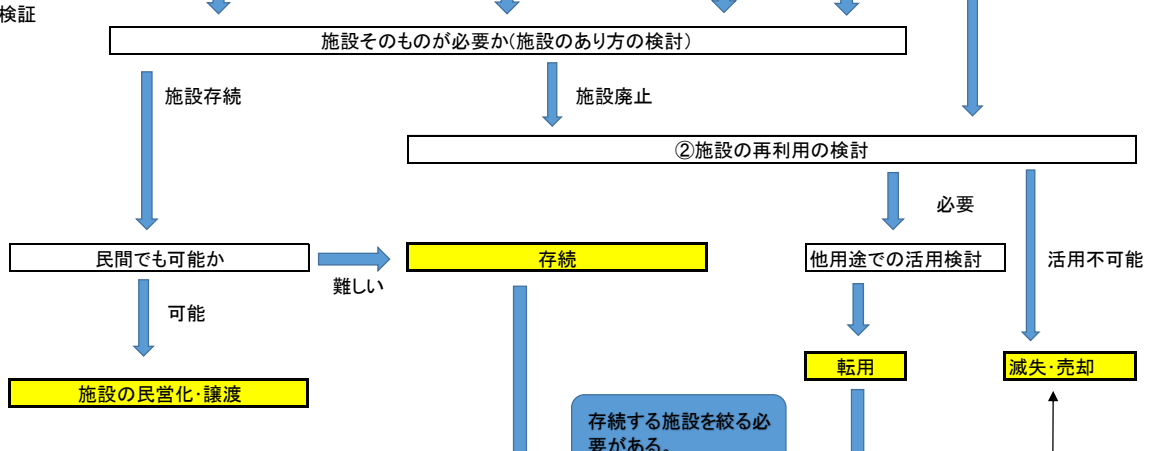 検証
施設そのものが必要か(施設のあり方の検討)
施設存続
施設廃止
②施設の再利用の検討
必要
民間でも可能か
難しい
存続
他用途での活用検討
活用不可能
可能
転用
滅失・売却
施設の民営化・譲渡
存続する施設を絞る必
要がある。